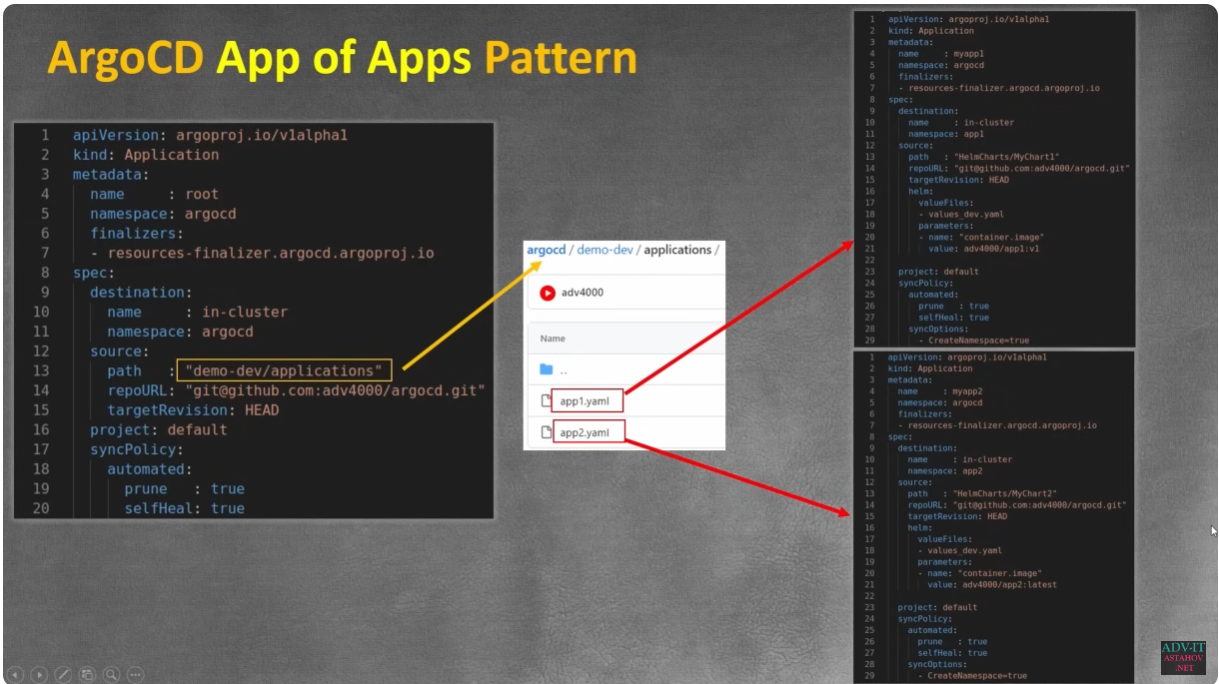 ArgoCD App of Apps Pattern
1 apiVersion: argoproj.io/v1alpha1
2 kind: Application
3 metadata:
4 name : root
5 namespace: argocd
6 finalizers:
7 - resources-finalizer.argocd.argoproj.io
8 spec:
9 destination:
10 name : in-cluster
11 namespace: argocd
12 source:
13 path : "demo-dev/applications"
14 repoURL: "git@github.com:adv4000/argocd.git"
15 targetRevision: HEAD
16 project: default
17 syncPolicy:
18 automated:
19 prune : true
20 selfHeal: true
argocd / demo-dev / applications /
adv4000
Name
..
app1.yaml
app2.yaml
1 apiVersion: argoproj.io/v1alpha1
2 kind: Application
3 metadata:
4 name : myapp1
5 namespace: argocd
6 finalizers:
7 - resources-finalizer.argocd.argoproj.io
8 spec:
9 destination:
10 name : in-cluster
11 namespace: app1
12 source:
13 path : "HelmCharts/MyChart1"
14 repoURL: "git@github.com:adv4000/argocd.git"
15 targetRevision: HEAD
16 helm:
17 valueFiles:
18 - values_dev.yaml
19 parameters:
20 - name: "container.image"
21 value: adv4000/app1:v1
22
23 project: default
24 syncPolicy:
25 automated:
26 prune : true
27 selfHeal: true
28 syncOptions:
29 - CreateNamespace=true
1 apiVersion: argoproj.io/v1alpha1
2 kind: Application
3 metadata:
4 name : myapp2
5 namespace: argocd
6 finalizers:
7 - resources-finalizer.argocd.argoproj.io
8 spec:
9 destination:
10 name : in-cluster
11 namespace: app2
12 source:
13 path : "HelmCharts/MyChart2"
14 repoURL: "git@github.com:adv4000/argocd.git"
15 targetRevision: HEAD
16 helm:
17 valueFiles:
18 - values_dev.yaml
19 parameters:
20 - name: "container.image"
21 value: adv4000/app2:latest
22
23 project: default
24 syncPolicy:
25 automated:
26 prune : true
27 selfHeal: true
28 syncOptions:
29 - CreateNamespace=true
ADV-IT
ASTAHOV
.NET